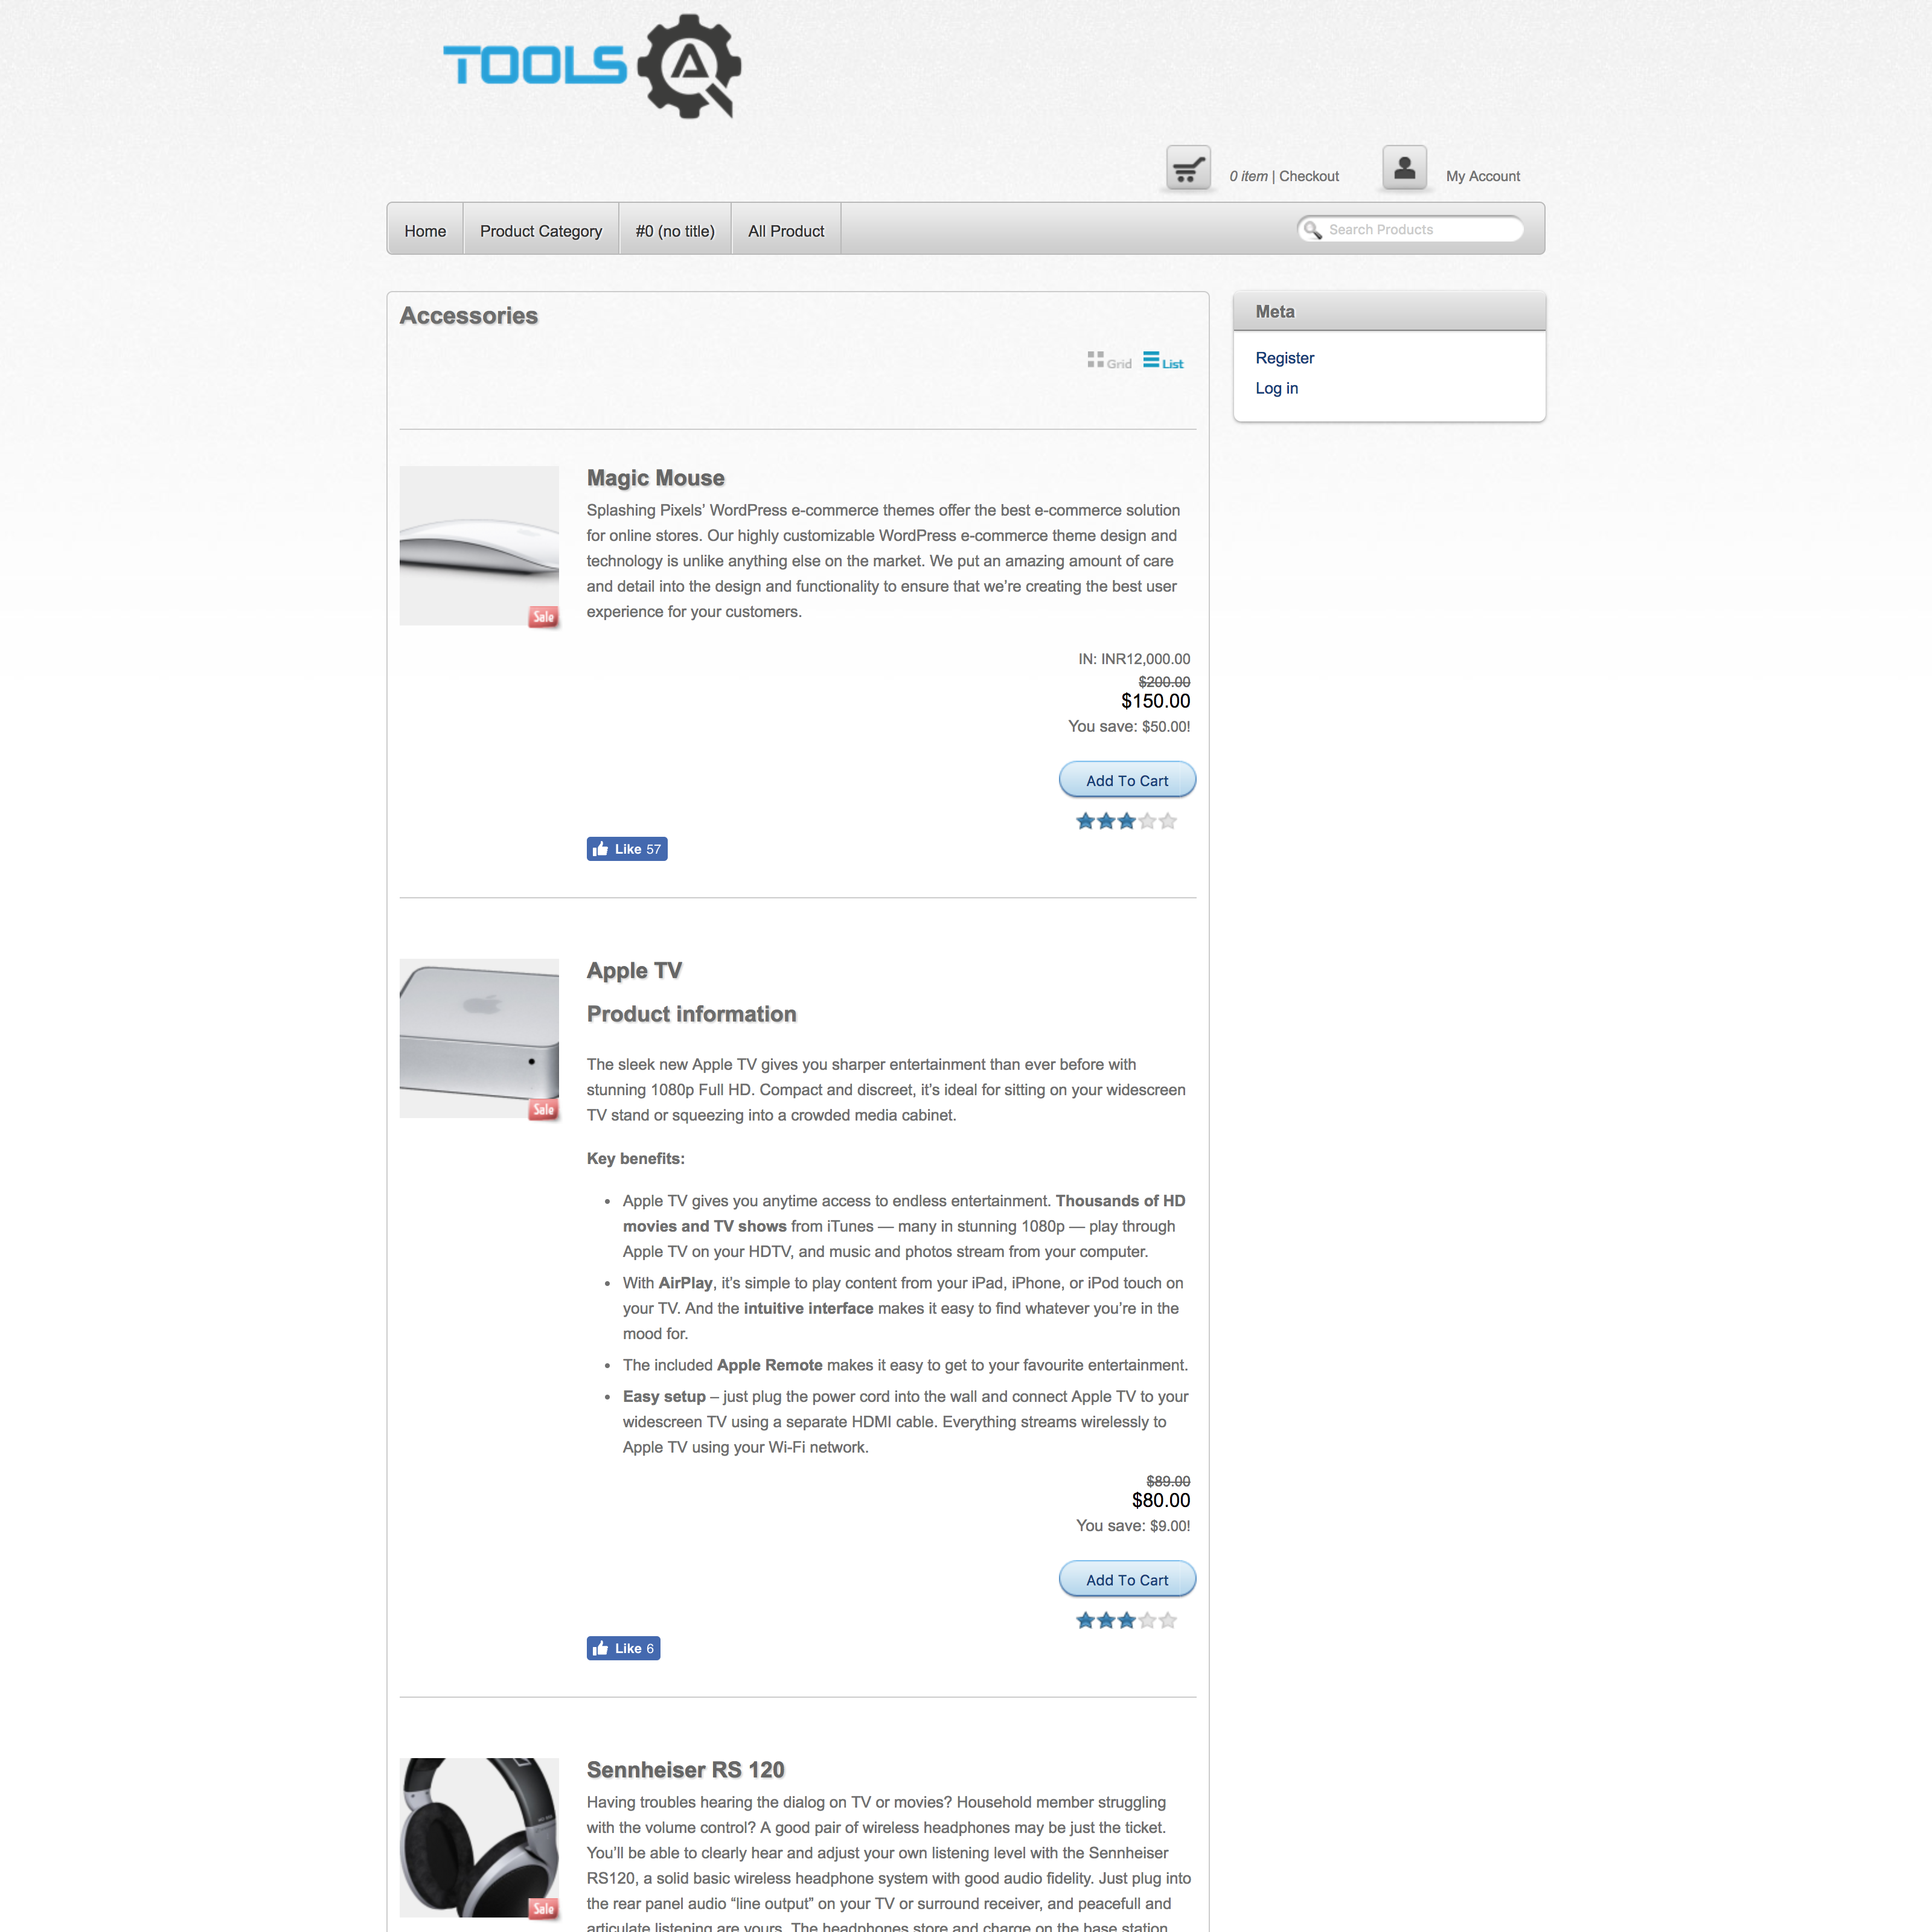 TOOLS QA
0 item | Checkout
My Account
Home
Product Category
#0 (no title)
All Product
Search Products
Accessories
Grid
List
Meta
Register
Log in
Magic Mouse
Splashing Pixels’ WordPress e-commerce themes offer the best e-commerce solution
for online stores. Our highly customizable WordPress e-commerce theme design and
technology is unlike anything else on the market. We put an amazing amount of care
and detail into the design and functionality to ensure that we’re creating the best user
experience for your customers.
Sale
IN: INR12,000.00
$200.00
$150.00
You save: $50.00!
Add To Cart
Like 57
Apple TV
Product information
The sleek new Apple TV gives you sharper entertainment than ever before with
stunning 1080p Full HD. Compact and discreet, it’s ideal for sitting on your widescreen
TV stand or squeezing into a crowded media cabinet.
Sale
Key benefits:
• Apple TV gives you anytime access to endless entertainment. Thousands of HD
movies and TV shows from iTunes — many in stunning 1080p — play through
Apple TV on your HDTV, and music and photos stream from your computer.
• With AirPlay, it’s simple to play content from your iPad, iPhone, or iPod touch on
your TV. And the intuitive interface makes it easy to find whatever you’re in the
mood for.
• The included Apple Remote makes it easy to get to your favourite entertainment.
• Easy setup – just plug the power cord into the wall and connect Apple TV to your
widescreen TV using a separate HDMI cable. Everything streams wirelessly to
Apple TV using your Wi-Fi network.
$89.00
$80.00
You save: $9.00!
Add To Cart
Like 6
Sennheiser RS 120
Having troubles hearing the dialog on TV or movies? Household member struggling
with the volume control? A good pair of wireless headphones may be just the ticket.
You’ll be able to clearly hear and adjust your own listening level with the Sennheiser
RS120, a solid basic wireless headphone system with good audio fidelity. Just plug into
the rear panel audio “line output” on your TV or surround receiver, and peacefull and
Sale
articulate listening are yours. The headphones store and charge on the base station